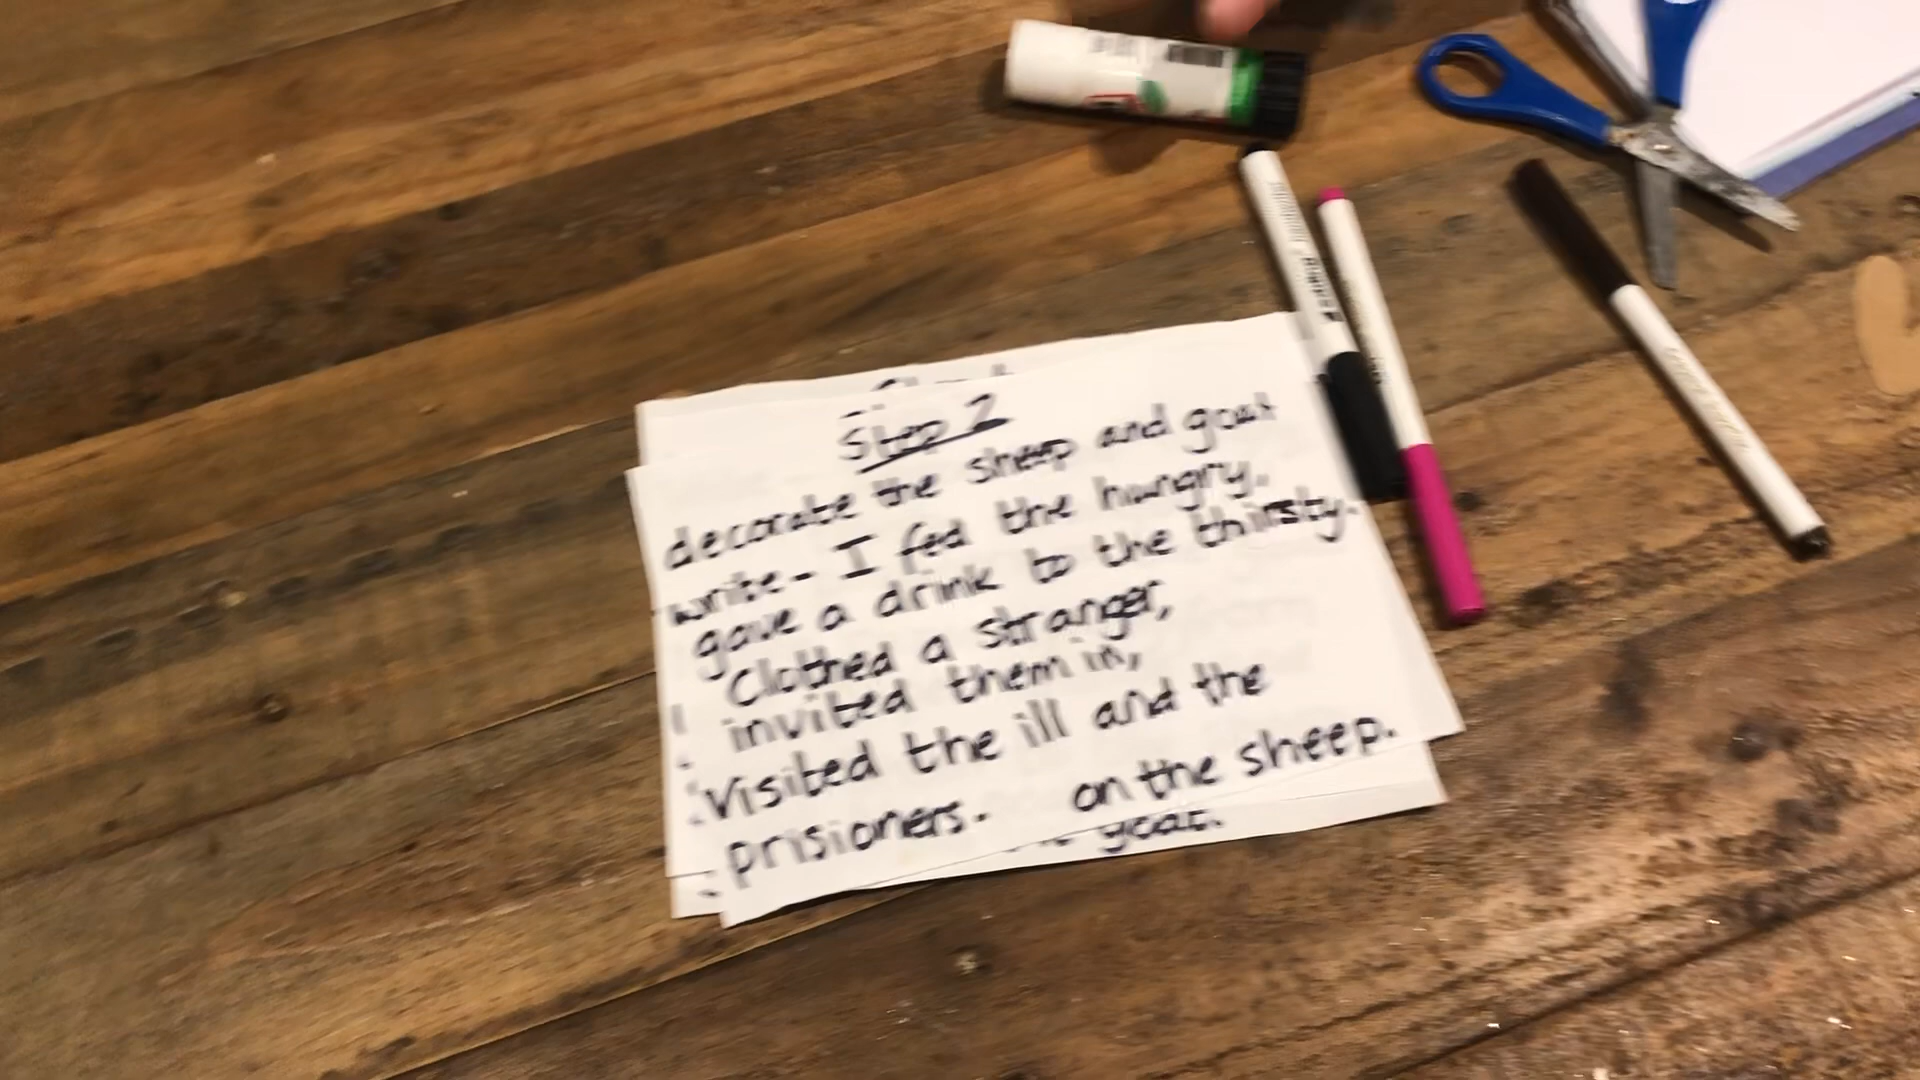 Step 2
decorate the sheep and goat
write - I fed the hungry,
gave a drink to the thirsty.
Clothed a stranger,
invited them in,
Visited the ill and the
prisioners. on the sheep.
goat.